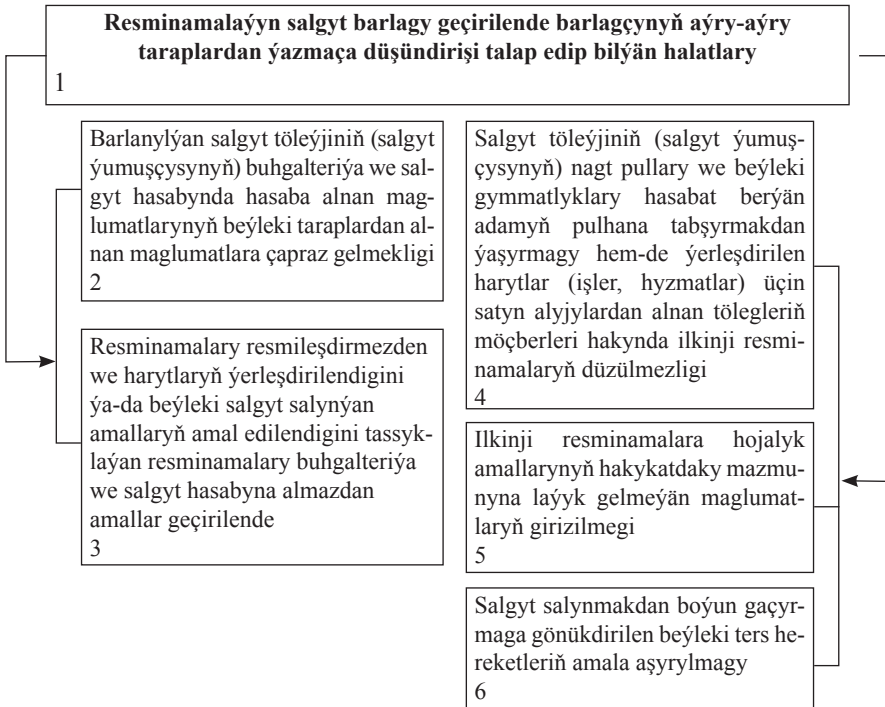 Resminamalaýyn salgyt barlagy geçirilende barlagçynyň aýry-aýry
taraplardan ýazmaça düşündirişi talap edip bilýän halatlary
1
Barlanylýan salgyt töleýjiniň (salgyt
ýumuşçysynyň) buhgalteriýa we sal-
gyt hasabynda hasaba alnan mag-
lumatlarynyň beýleki taraplardan al-
nan maglumatlara çapraz gelmekligi
2
Resminamalary resmileşdirmezden
we harytlaryň ýerleşdirilendigini
ýa-da beýleki salgyt salynýan
amallaryň amal edilendigini tassyk-
laýan resminamalary buhgalteriýa
we salgyt hasabyna almazdan
amallar geçirilende
3
Salgyt töleýjiniň (salgyt ýumuş-
çysynyň) nagt pullary we beýleki
gymmatlyklary hasabat berýän
adamyň pulhana tabşyrmakdan
ýaşyrmagy hem-de ýerleşdirilen
harytlar (işler, hyzmatlar) üçin
satyn alyjylardan alnan tölegleriň
möçberleri hakynda ilkinji resmi-
namalaryň düzülmezligi
4
Ilkinji resminamalara hojalyk
amallarynyň hakykatdaky mazmu-
nyna laýyk gelmeýän maglumat-
laryň girizilmegi
5
Salgyt salynmakdan boýun gaçyr-
maga gönükdirilen beýleki ters he-
reketleriň amala aşyrylmagy
6